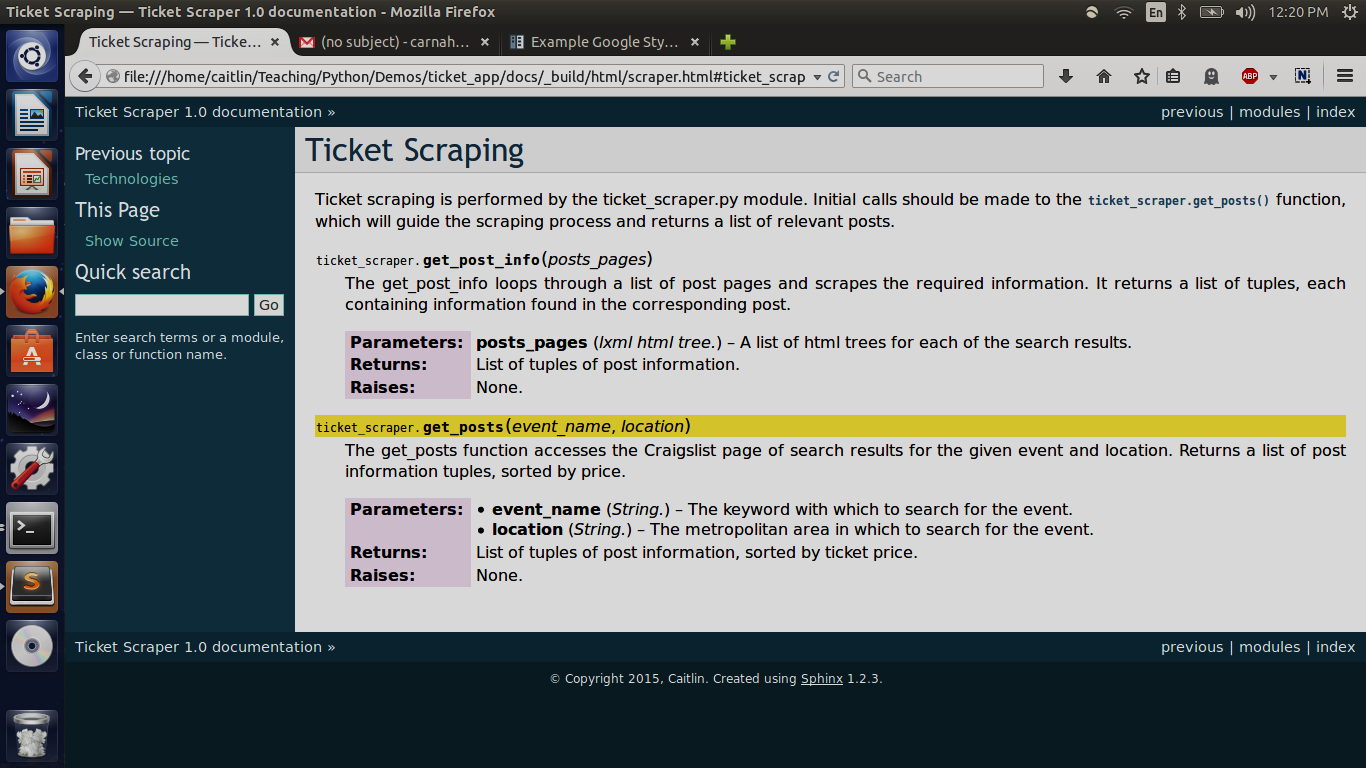 Ticket Scraping — Ticket Scraper 1.0 documentation - Mozilla Firefox
En
12:20 PM
Ticket Scraping — Ticke...
(no subject) - carnah...
Example Google Sty...
file:///home/caitlin/Teaching/Python/Demos/ticket_app/docs/_build/html/scraper.html#ticket_scrap
Search
ABP
N
Ticket Scraper 1.0 documentation »
previous | modules | index
Previous topic
Technologies
This Page
Show Source
Quick search
Go
Enter search terms or a module,
class or function name.
Ticket Scraping
Ticket scraping is performed by the ticket_scraper.py module. Initial calls should be made to the ticket_scraper.get_posts() function,
which will guide the scraping process and returns a list of relevant posts.
ticket_scraper.get_post_info(posts_pages)
The get_post_info loops through a list of post pages and scrapes the required information. It returns a list of tuples, each
containing information found in the corresponding post.
Parameters: posts_pages (lxml html tree.) – A list of html trees for each of the search results.
Returns: List of tuples of post information.
Raises: None.
ticket_scraper.get_posts(event_name, location)
The get_posts function accesses the Craigslist page of search results for the given event and location. Returns a list of post
information tuples, sorted by price.
Parameters: • event_name (String.) – The keyword with which to search for the event.
• location (String.) – The metropolitan area in which to search for the event.
Returns: List of tuples of post information, sorted by ticket price.
Raises: None.
Ticket Scraper 1.0 documentation »
previous | modules | index
© Copyright 2015, Caitlin. Created using Sphinx 1.2.3.